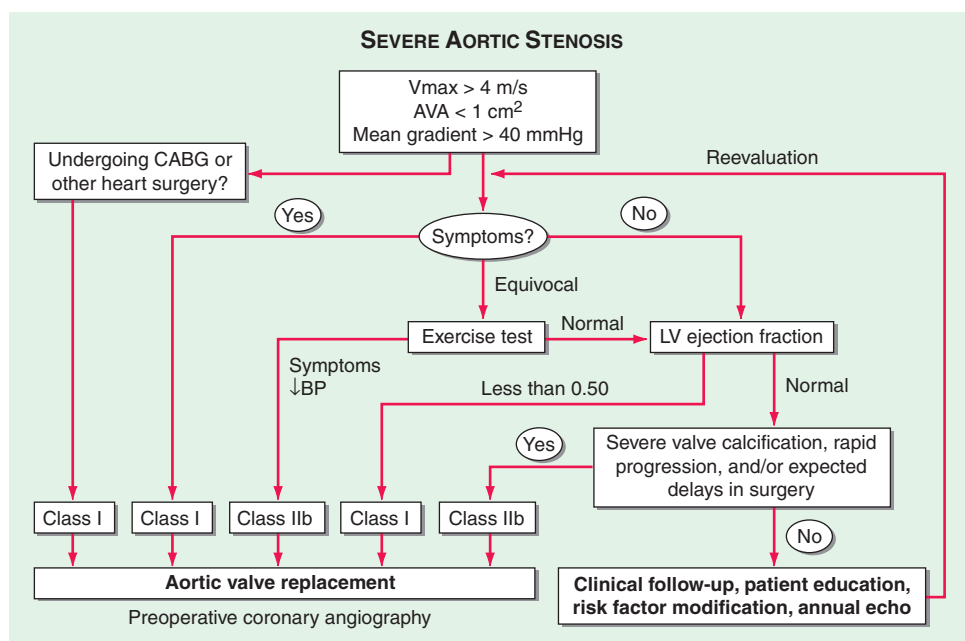 SEVERE AORTIC STENOSIS
Vmax > 4 m/s
AVA < 1 cm²
Mean gradient > 40 mmHg
Undergoing CABG or
other heart surgery?
Reevaluation
Yes
No
Symptoms?
Equivocal
Exercise test
Normal
LV ejection fraction
Symptoms
↓BP
Less than 0.50
Normal
Yes
Severe valve calcification, rapid
progression, and/or expected
delays in surgery
Class I
Class I
Class IIb
Class I
Class IIb
No
Aortic valve replacement
Preoperative coronary angiography
Clinical follow-up, patient education,
risk factor modification, annual echo